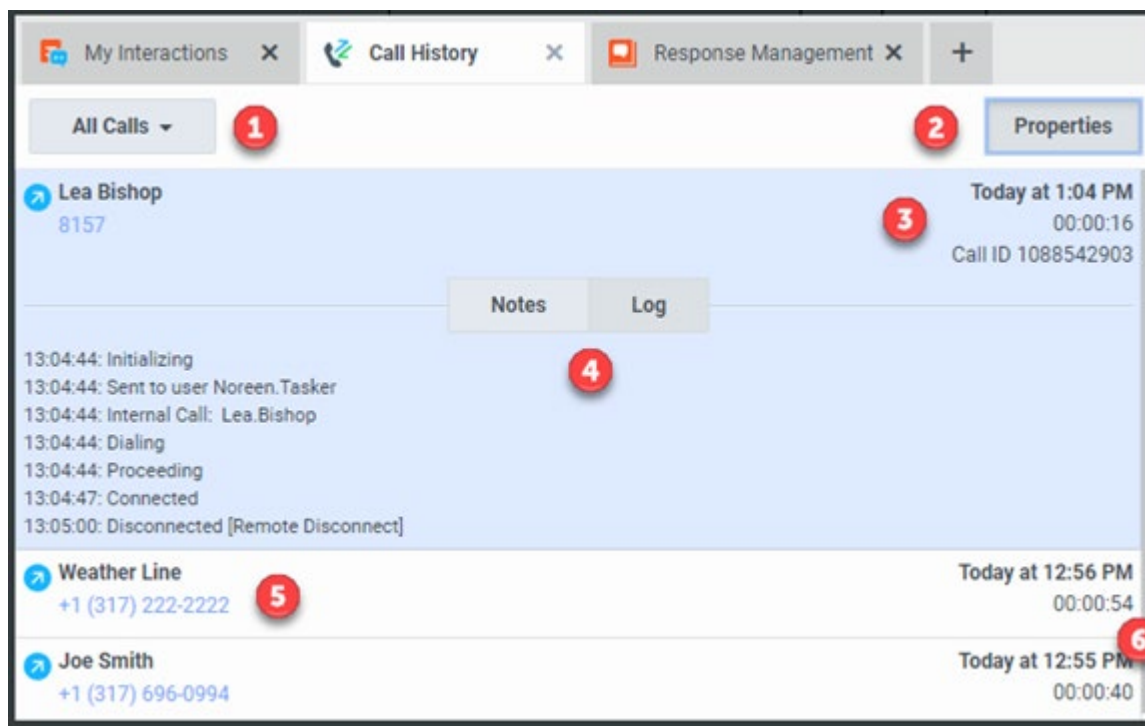 My Interactions × Call History × Response Management × +
All Calls 1 2 Properties
Lea Bishop Today at 1:04 PM
8157 3 00:00:16
Call ID 1088542903
Notes Log
13:04:44: Initializing
13:04:44: Sent to user Noreen.Tasker 4
13:04:44: Internal Call:  Lea.Bishop
13:04:44: Dialing
13:04:44: Proceeding
13:04:47: Connected
13:05:00: Disconnected [Remote Disconnect]
Weather Line Today at 12:56 PM
+1 (317) 222-2222 5 00:00:54
6
Joe Smith Today at 12:55 PM
+1 (317) 696-0994 00:00:40